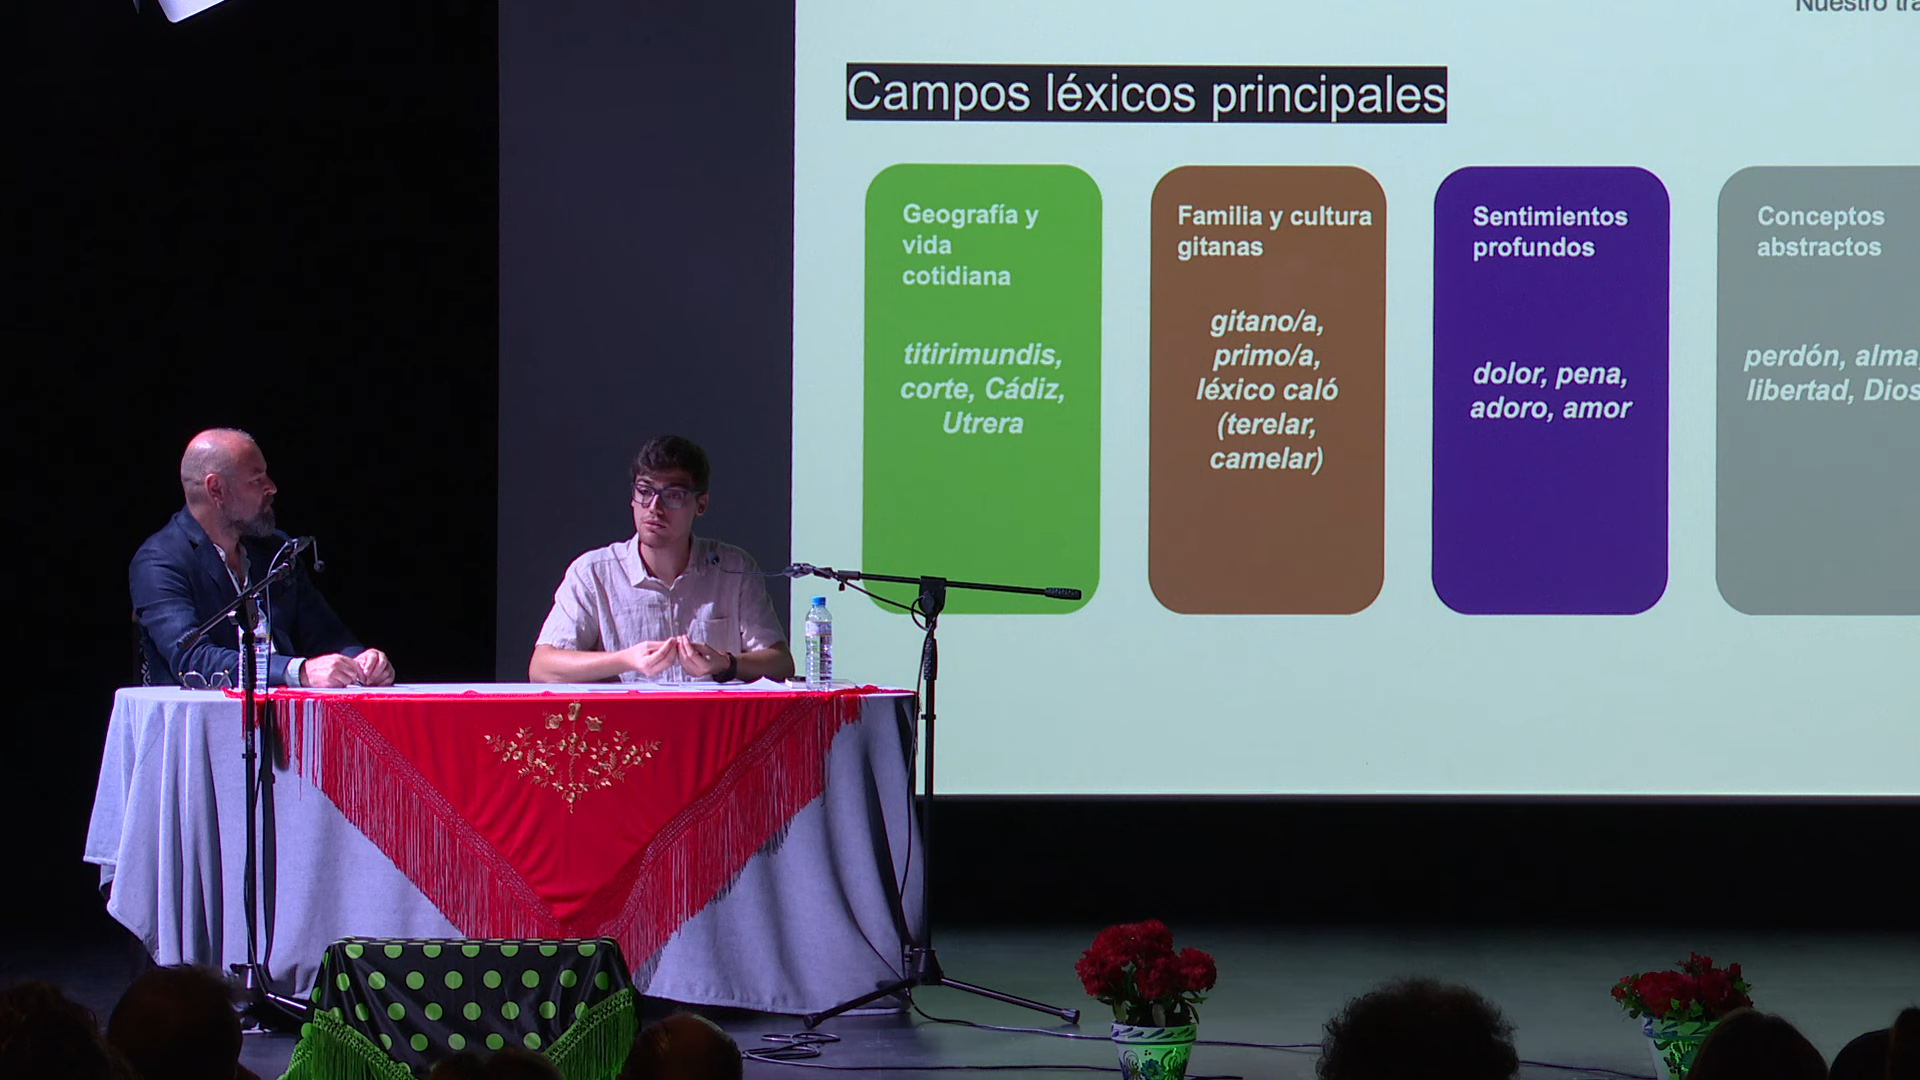 Nuestro
Campos léxicos principales
Geografía y
vida
cotidiana
titirimundis,
corte, Cádiz,
Utrera
Familia y cultura
gitanas
gitano/a,
primo/a,
léxico caló
(terelar,
camelar)
Sentimientos
profundos
dolor, pena,
adoro, amor
Conceptos
abstractos
perdón, alma,
libertad, Dios